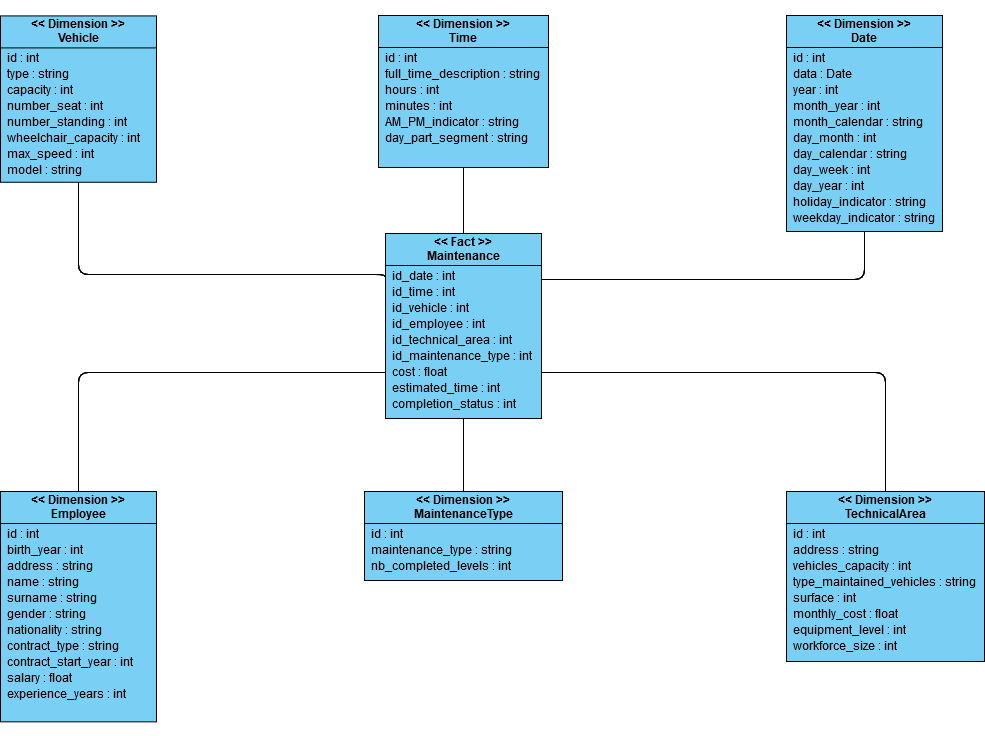 << Dimension >>
Vehicle
id : int
type : string
capacity : int
number_seat : int
number_standing : int
wheelchair_capacity : int
max_speed : int
model : string
<< Dimension >>
Time
id : int
full_time_description : string
hours : int
minutes : int
AM_PM_indicator : string
day_part_segment : string
<< Dimension >>
Date
id : int
data : Date
year : int
month_year : int
month_calendar : string
day_month : int
day_calendar : string
day_week : int
day_year : int
holiday_indicator : string
weekday_indicator : string
<< Fact >>
Maintenance
id_date : int
id_time : int
id_vehicle : int
id_employee : int
id_technical_area : int
id_maintenance_type : int
cost : float
estimated_time : int
completion_status : int
<< Dimension >>
Employee
id : int
birth_year : int
address : string
name : string
surname : string
gender : string
nationality : string
contract_type : string
contract_start_year : int
salary : float
experience_years : int
<< Dimension >>
MaintenanceType
id : int
maintenance_type : string
nb_completed_levels : int
<< Dimension >>
TechnicalArea
id : int
address : string
vehicles_capacity : int
type_maintained_vehicles : string
surface : int
monthly_cost : float
equipment_level : int
workforce_size : int